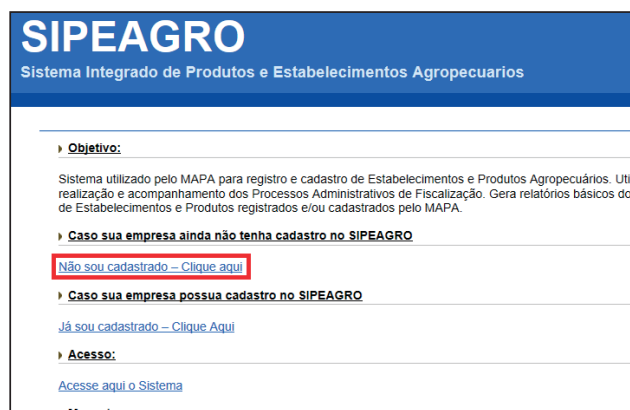 SIPEAGRO
Sistema Integrado de Produtos e Estabelecimentos Agropecuarios
Objetivo:
Sistema utilizado pelo MAPA para registro e cadastro de Estabelecimentos e Produtos Agropecuários. Uti
realização e acompanhamento dos Processos Administrativos de Fiscalização. Gera relatórios básicos do
de Estabelecimentos e Produtos registrados e/ou cadastrados pelo MAPA.
Caso sua empresa ainda não tenha cadastro no SIPEAGRO
Não sou cadastrado – Clique aqui
Caso sua empresa possua cadastro no SIPEAGRO
Já sou cadastrado – Clique Aqui
Acesso:
Acesse aqui o Sistema